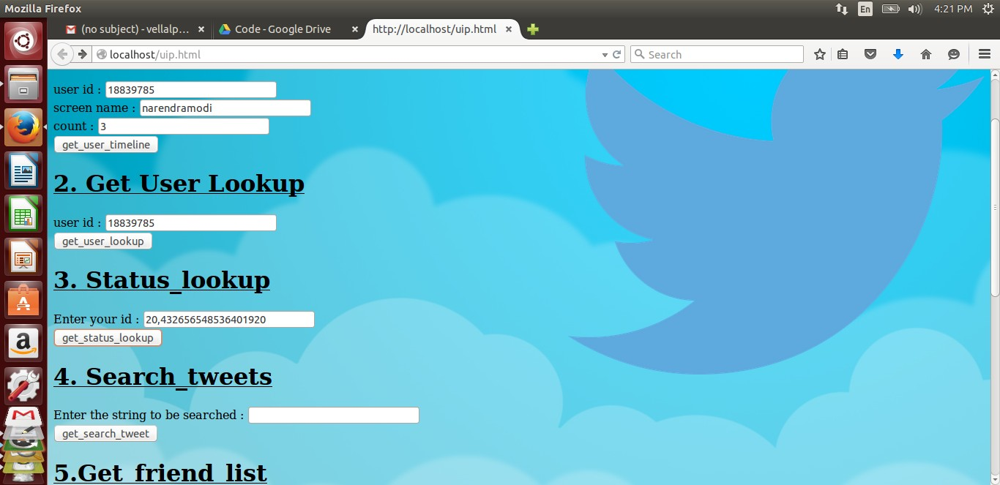 Mozilla Firefox
En
4:21 PM
(no subject) - vellalp...
Code - Google Drive
http://localhost/uip.html
localhost/uip.html
Search
user id : 18839785
screen name : narendramodi
count : 3
get_user_timeline
2. Get User Lookup
user id : 18839785
get_user_lookup
3. Status_lookup
Enter your id : 20,432656548536401920
get_status_lookup
4. Search_tweets
Enter the string to be searched :
get_search_tweet
5.Get_friend_list